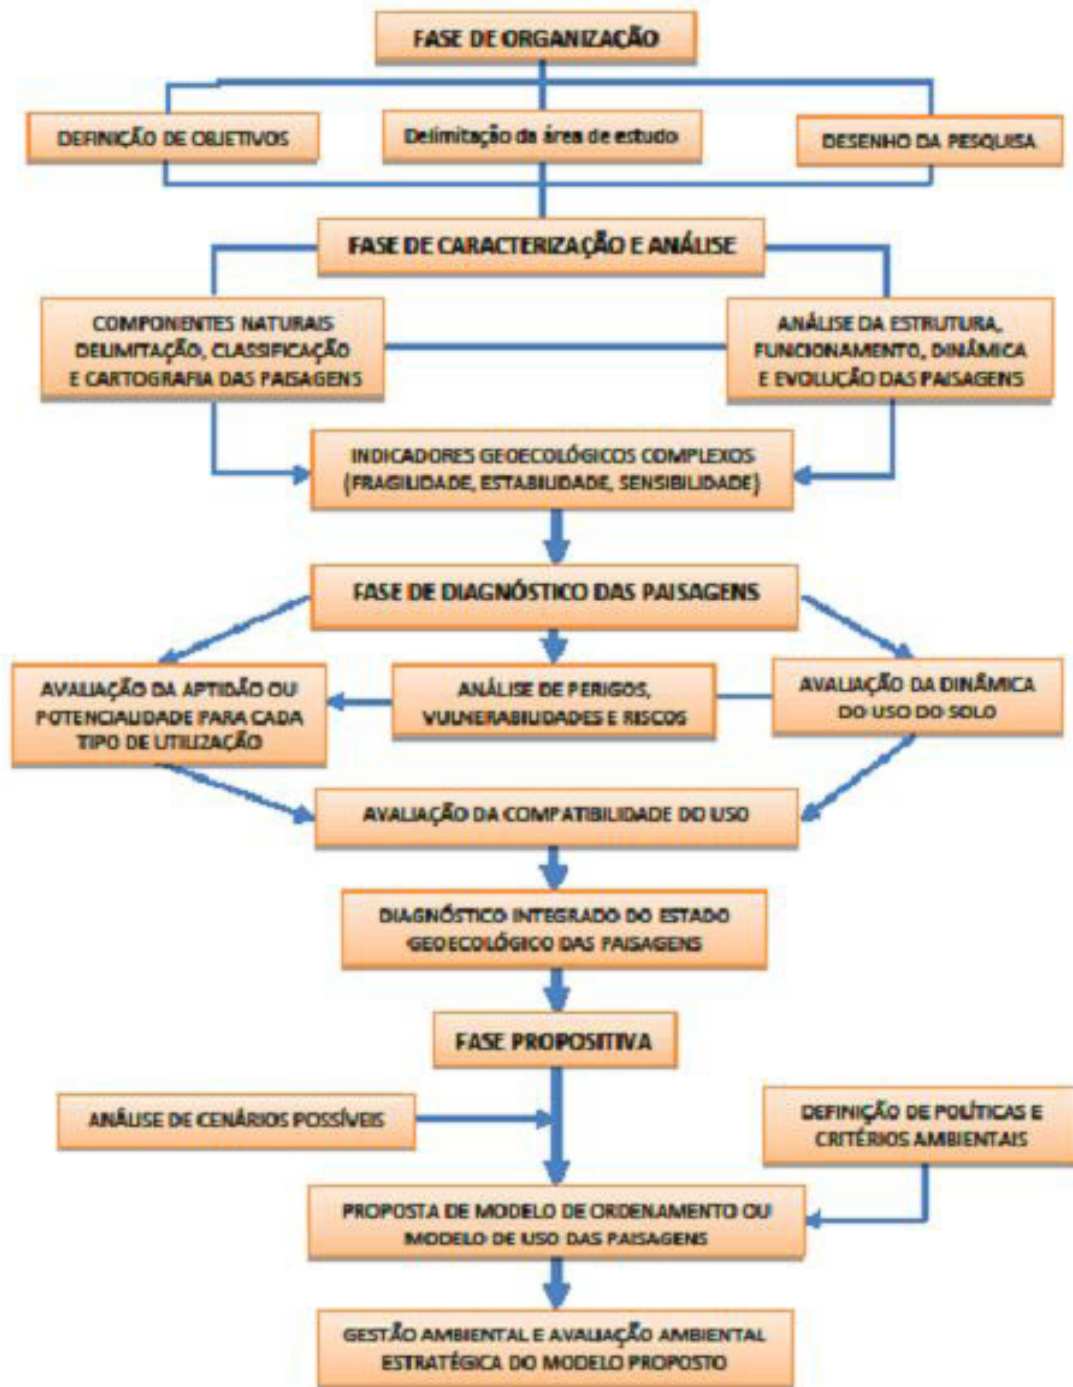 FASE DE ORGANIZAÇÃO
DEFINIÇÃO DE OBJETIVOS
Delimitação da área de estudo
DESENHO DA PESQUISA
FASE DE CARACTERIZAÇÃO E ANÁLISE
COMPONENTES NATURAIS
DELIMITAÇÃO, CLASSIFICAÇÃO
E CARTOGRAFIA DAS PAISAGENS
ANÁLISE DA ESTRUTURA,
FUNCIONAMENTO, DINÂMICA
E EVOLUÇÃO DAS PAISAGENS
INDICADORES GEOECOLÓGICOS COMPLEXOS
(FRAGILIDADE, ESTABILIDADE, SENSIBILIDADE)
FASE DE DIAGNÓSTICO DAS PAISAGENS
AVALIAÇÃO DA APTIDÃO OU
POTENCIALIDADE PARA CADA
TIPO DE UTILIZAÇÃO
ANÁLISE DE PERIGOS,
VULNERABILIDADES E RISCOS
AVALIAÇÃO DA DINÂMICA
DO USO DO SOLO
AVALIAÇÃO DA COMPATIBILIDADE DO USO
DIAGNÓSTICO INTEGRADO DO ESTADO
GEOECOLÓGICO DAS PAISAGENS
FASE PROPOSITIVA
ANÁLISE DE CENÁRIOS POSSÍVEIS
DEFINIÇÃO DE POLÍTICAS E
CRITÉRIOS AMBIENTAIS
PROPOSTA DE MODELO DE ORDENAMENTO OU
MODELO DE USO DAS PAISAGENS
GESTÃO AMBIENTAL E AVALIAÇÃO AMBIENTAL
ESTRATÉGICA DO MODELO PROPOSTO